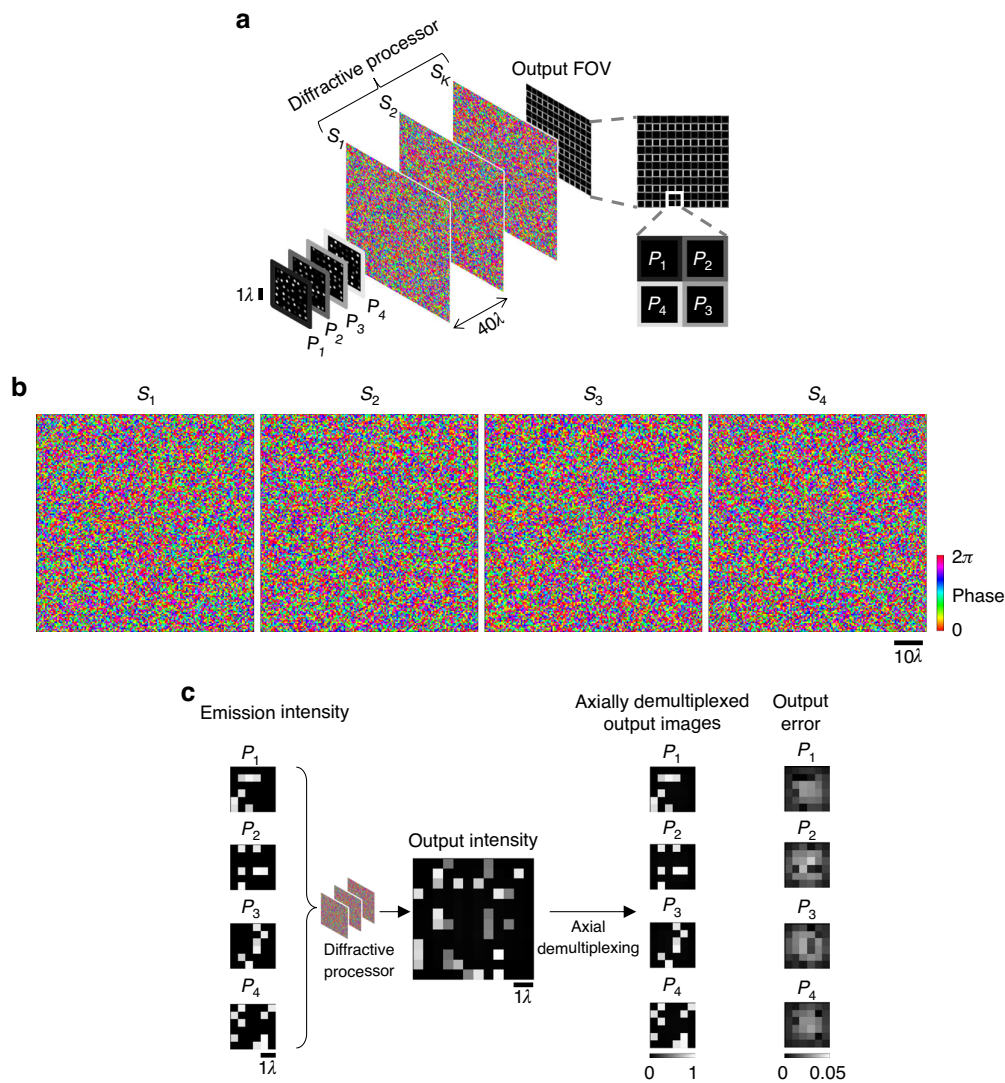 a
Diffractive processor
S₁
S₂
S_K
Output FOV
1λ
P₁
P₂
P₃
P₄
40λ
P₁ P₂
P₄ P₃
b
S₁ S₂ S₃ S₄
2π
Phase
0
10λ
c
Emission intensity
P₁
P₂
P₃
P₄
1λ
Diffractive
processor
Output intensity
1λ
Axial
demultiplexing
Axially demultiplexed
output images
P₁
P₂
P₃
P₄
0 1
Output
error
P₁
P₂
P₃
P₄
0 0.05